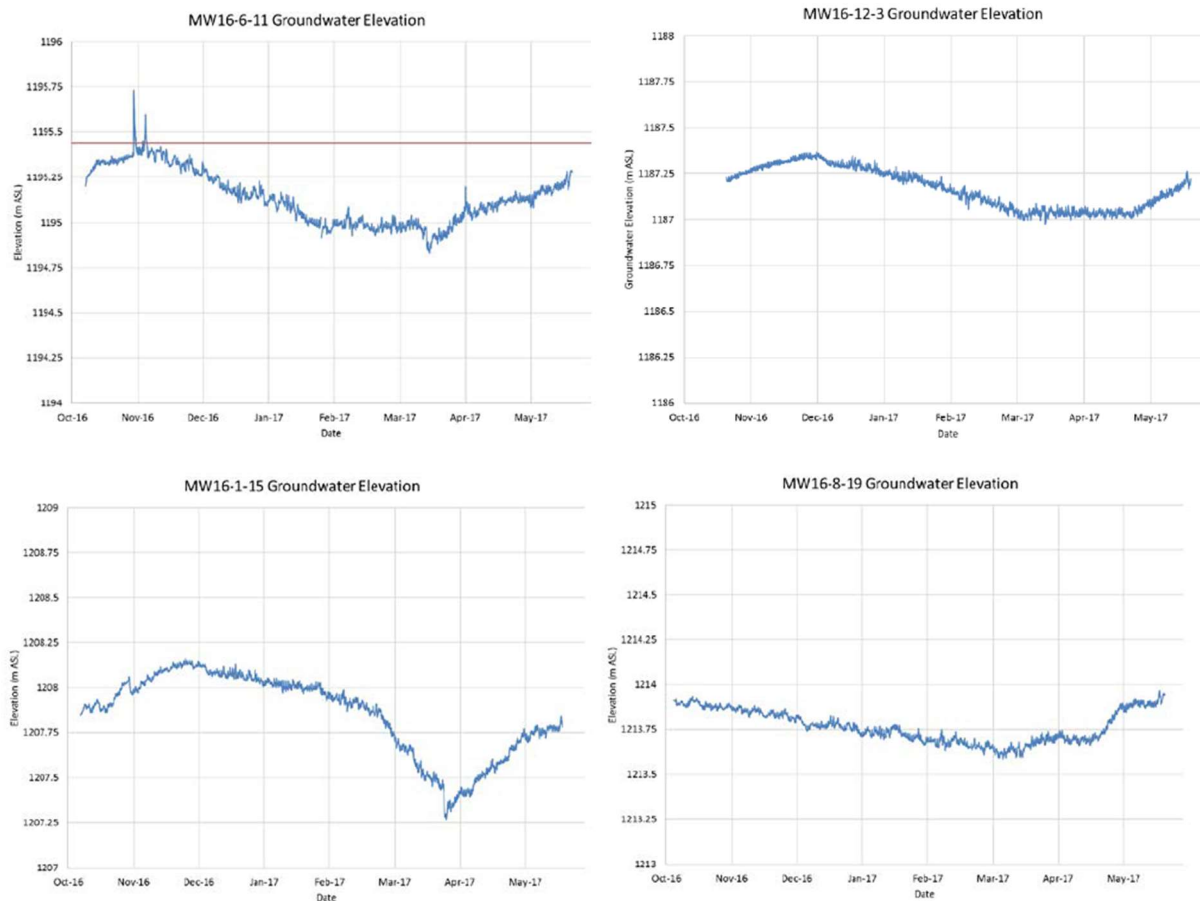 MW16-6-11 Groundwater Elevation
1196
1195.75
1195.5
1195.25
1195
1194.75
1194.5
1194.25
1194
Elevation (m ASL)
Oct-16 Nov-16 Dec-16 Jan-17 Feb-17 Mar-17 Apr-17 May-17
Date
MW16-12-3 Groundwater Elevation
1188
1187.75
1187.5
1187.25
1187
1186.75
1186.5
1186.25
1186
Groundwater Elevation (m ASL)
Oct-16 Nov-16 Dec-16 Jan-17 Feb-17 Mar-17 Apr-17 May-17
Date
MW16-1-15 Groundwater Elevation
1209
1208.75
1208.5
1208.25
1208
1207.75
1207.5
1207.25
1207
Elevation (m ASL)
Oct-16 Nov-16 Dec-16 Jan-17 Feb-17 Mar-17 Apr-17 May-17
Date
MW16-8-19 Groundwater Elevation
1215
1214.75
1214.5
1214.25
1214
1213.75
1213.5
1213.25
1213
Elevation (m ASL)
Oct-16 Nov-16 Dec-16 Jan-17 Feb-17 Mar-17 Apr-17 May-17
Date